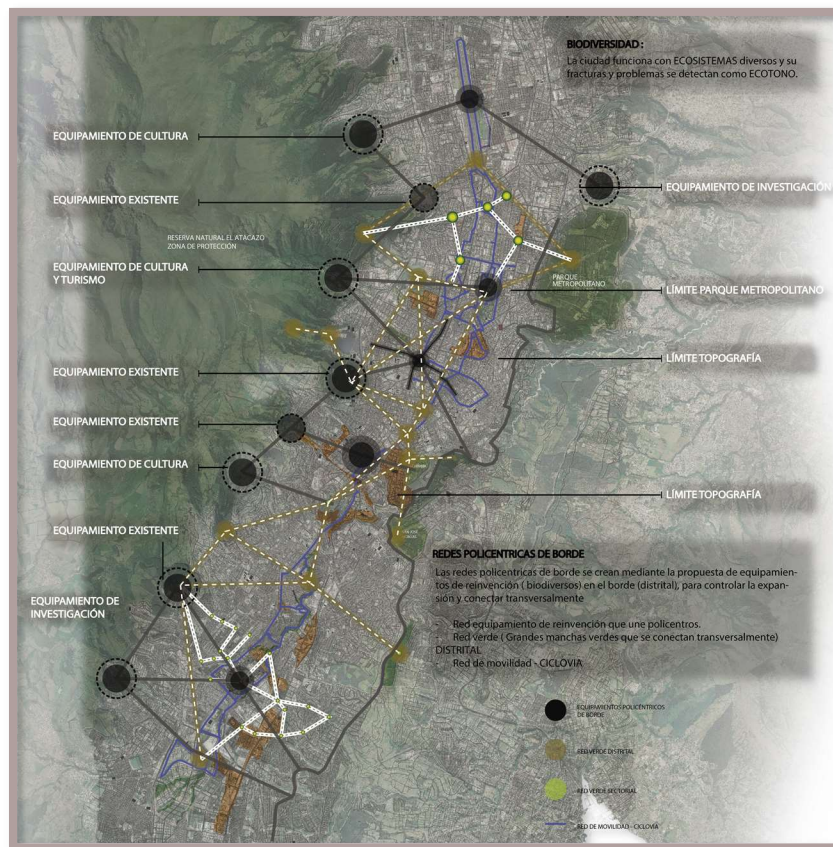 BIODIVERSIDAD :
La ciudad funciona con ECOSISTEMAS diversos y su
fracturas y problemas se detectan como ECOTONO.
EQUIPAMIENTO DE CULTURA
EQUIPAMIENTO DE INVESTIGACIÓN
EQUIPAMIENTO EXISTENTE
RESERVA NATURAL EL ATACAZO
ZONA DE PROTECCIÓN
EQUIPAMIENTO DE CULTURA
Y TURISMO
PARQUE
METROPOLITANO
LÍMITE PARQUE METROPOLITANO
LÍMITE TOPOGRAFÍA
EQUIPAMIENTO EXISTENTE
EQUIPAMIENTO EXISTENTE
EQUIPAMIENTO DE CULTURA
LÍMITE TOPOGRAFÍA
EQUIPAMIENTO EXISTENTE
EQUIPAMIENTO DE
INVESTIGACIÓN
REDES POLICENTRICAS DE BORDE
Las redes policentricas de borde se crean mediante la propuesta de equipamien-
tos de reinvención ( biodiversos) en el borde (distrital), para controlar la expan-
sión y conectar transversalmente
- Red equipamiento de reinvención que une policentros.
- Red verde ( Grandes manchas verdes que se conectan transversalmente)
DISTRITAL
- Red de movilidad - CICLOVIA
EQUIPAMIENTOS POLICÉNTRICOS
DE BORDE
RED VERDE DISTRITAL
RED VERDE SECTORIAL
RED DE MOVILIDAD - CICLOVÍA